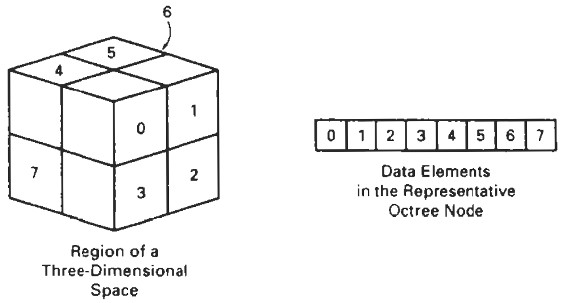 6
5
4
0
1
7
3
2
Region of a
Three-Dimensional
Space
0 1 2 3 4 5 6 7
Data Elements
in the Representative
Octree Node